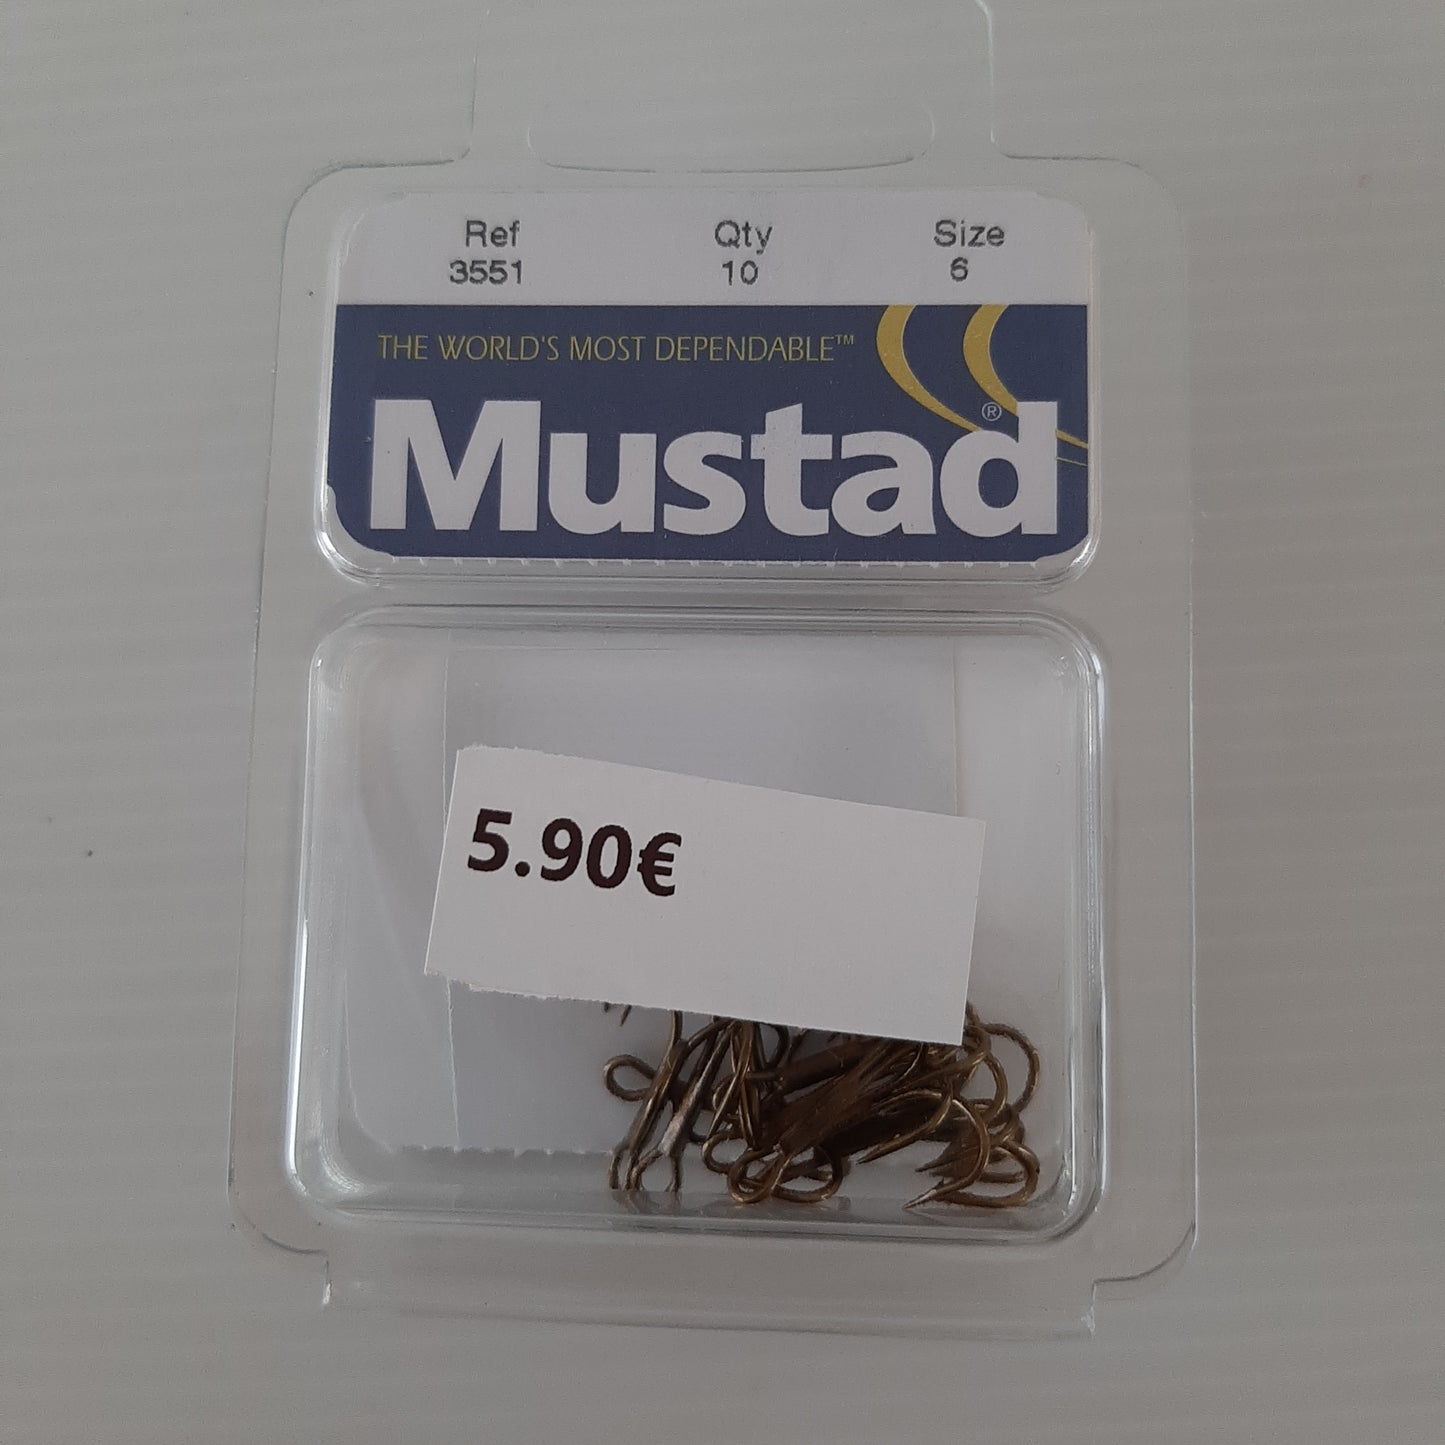 Ref Qty Size
3551 10 6
THE WORLD'S MOST DEPENDABLE™
Mustad®
5.90€